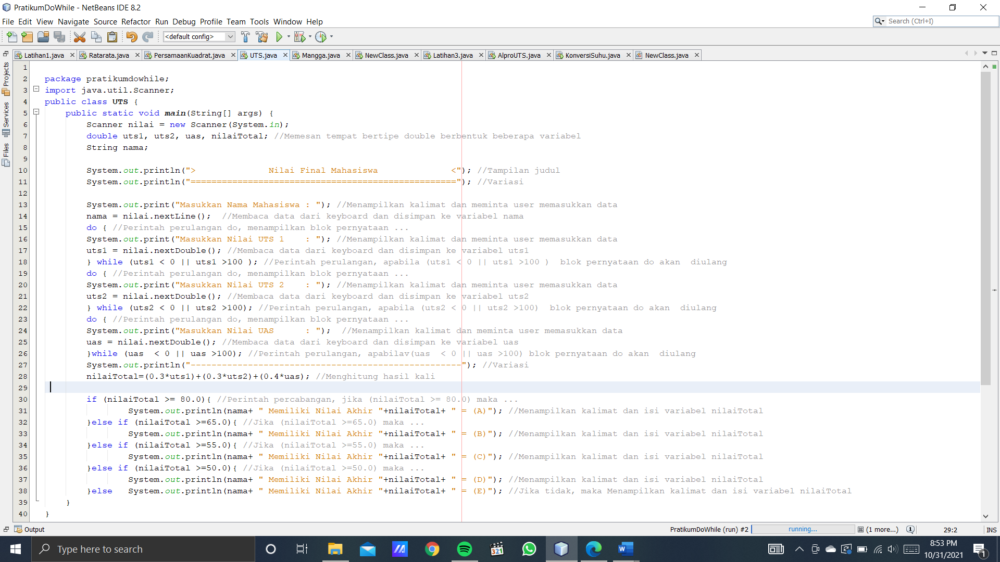 PratikumDoWhile - NetBeans IDE 8.2
File Edit View Navigate Source Refactor Run Debug Profile Team Tools Window Help
Search (Ctrl+I)
<default config>
Latihan1.java Ratarata.java PersamaanKuadrat.java UTS.java Mangga.java NewClass.java Latihan3.java AlproUTS.java KonversiSuhu.java NewClass.java
Projects
Services
Files
1
2 package pratikumdowhile;
3 import java.util.Scanner;
4 public class UTS {
5 public static void main(String[] args) {
6 Scanner nilai = new Scanner(System.in);
7 double uts1, uts2, uas, nilaiTotal; //Memesan tempat bertipe double berbentuk beberapa variabel
8 String nama;
9
10 System.out.println(">              Nilai Final Mahasiswa              <"); //Tampilan judul
11 System.out.println("==================================================="); //Variasi
12
13 System.out.print("Masukkan Nama Mahasiswa : "); //Menampilkan kalimat dan meminta user memasukkan data
14 nama = nilai.nextLine();  //Membaca data dari keyboard dan disimpan ke variabel nama
15 do { //Perintah perulangan do, menampilkan blok pernyataan ...
16 System.out.print("Masukkan Nilai UTS 1    : "); //Menampilkan kalimat dan meminta user memasukkan data
17 uts1 = nilai.nextDouble(); //Membaca data dari keyboard dan disimpan ke variabel uts1
18 } while (uts1 < 0 || uts1 >100 ); //Perintah perulangan, apabila (uts1 < 0 || uts1 >100 )  blok pernyataan do akan  diulang
19 do { //Perintah perulangan do, menampilkan blok pernyataan ...
20 System.out.print("Masukkan Nilai UTS 2    : "); //Menampilkan kalimat dan meminta user memasukkan data
21 uts2 = nilai.nextDouble(); //Membaca data dari keyboard dan disimpan ke variabel uts2
22 } while (uts2 < 0 || uts2 >100); //Perintah perulangan, apabila (uts2 < 0 || uts2 >100)  blok pernyataan do akan  diulang
23 do { //Perintah perulangan do, menampilkan blok pernyataan ...
24 System.out.print("Masukkan Nilai UAS      : ");  //Menampilkan kalimat dan meminta user memasukkan data
25 uas = nilai.nextDouble(); //Membaca data dari keyboard dan disimpan ke variabel uas
26 }while (uas  < 0 || uas >100); //Perintah perulangan, apabilav(uas  < 0 || uas >100) blok pernyataan do akan  diulang
27 System.out.println("----------------------------------------------------"); //Variasi
28 nilaiTotal=(0.3*uts1)+(0.3*uts2)+(0.4*uas); //Menghitung hasil kali
29
30 if (nilaiTotal >= 80.0){ //Perintah percabangan, jika (nilaiTotal >= 80.0) maka ...
31 System.out.println(nama+ " Memiliki Nilai Akhir "+nilaiTotal+ " = (A)"); //Menampilkan kalimat dan isi variabel nilaiTotal
32 }else if (nilaiTotal >=65.0){ //Jika (nilaiTotal >=65.0) maka ...
33 System.out.println(nama+ " Memiliki Nilai Akhir "+nilaiTotal+ " = (B)"); //Menampilkan kalimat dan isi variabel nilaiTotal
34 }else if (nilaiTotal >=55.0){ //Jika (nilaiTotal >=55.0) maka ...
35 System.out.println(nama+ " Memiliki Nilai Akhir "+nilaiTotal+ " = (C)"); //Menampilkan kalimat dan isi variabel nilaiTotal
36 }else if (nilaiTotal >=50.0){ //Jika (nilaiTotal >=50.0) maka ...
37 System.out.println(nama+ " Memiliki Nilai Akhir "+nilaiTotal+ " = (D)"); //Menampilkan kalimat dan isi variabel nilaiTotal
38 }else   System.out.println(nama+ " Memiliki Nilai Akhir "+nilaiTotal+ " = (E)"); //Jika tidak, maka Menampilkan kalimat dan isi variabel nilaiTotal
39 }
40 }
Output
PratikumDoWhile (run) #2 running... (1 more...) 29:2 INS
Type here to search
8:53 PM
10/31/2021
1